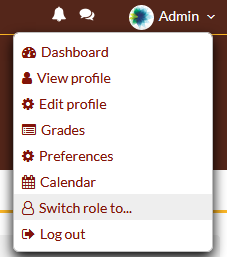 Admin
Dashboard
View profile
Edit profile
Grades
Preferences
Calendar
Switch role to...
Log out